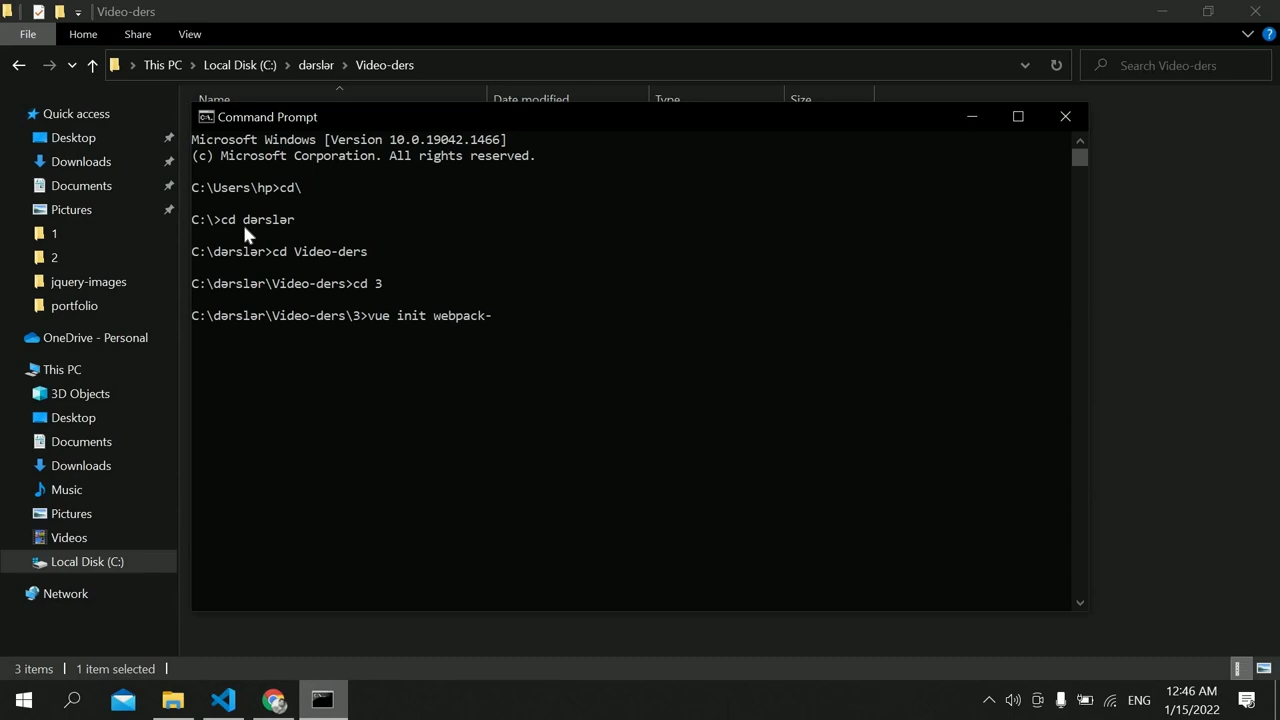 Video-ders
File Home Share View
This PC Local Disk (C:) dərslər Video-ders
Search Video-ders
Name Date modified Type Size
Quick access
Desktop
Downloads
Documents
Pictures
1
2
jquery-images
portfolio
OneDrive - Personal
This PC
3D Objects
Desktop
Documents
Downloads
Music
Pictures
Videos
Local Disk (C:)
Network
Command Prompt
Microsoft Windows [Version 10.0.19042.1466]
(c) Microsoft Corporation. All rights reserved.
C:\Users\hp>cd\
C:\>cd dərslər
C:\dərslər>cd Video-ders
C:\dərslər\Video-ders>cd 3
C:\dərslər\Video-ders\3>vue init webpack-
3 items 1 item selected
ENG
12:46 AM
1/15/2022